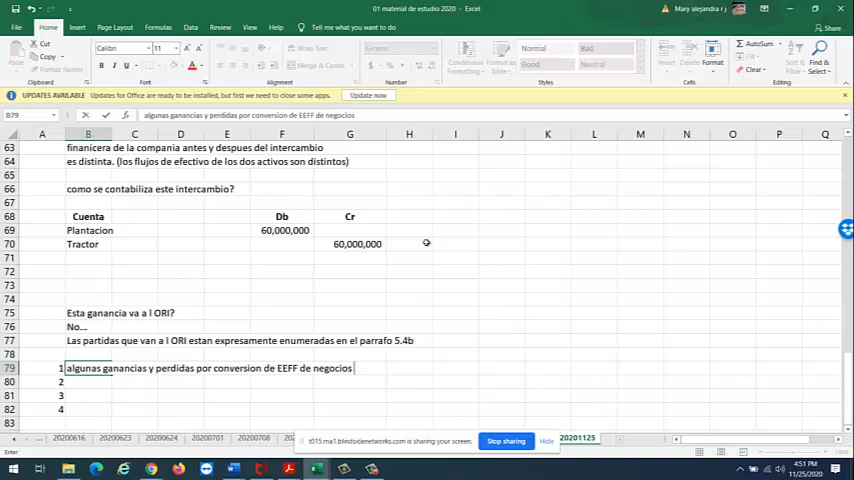 01 material de estudio 2020 - Excel
Mary alejandra r j
File Home Insert Page Layout Formulas Data Review View Help Tell me what you want to do Share
Cut
Copy
Format Painter
Paste
Calibri 11
Wrap Text
Merge & Center
General
Conditional Formatting Format as Table
Normal Bad
Neutral Good
Insert Delete Format
AutoSum
Fill
Clear
Sort & Filter Find & Select
Clipboard Font Alignment Number Styles Cells Editing
UPDATES AVAILABLE Updates for Office are ready to be installed, but first we need to close some apps. Update now
B79 algunas ganancias y perdidas por conversion de EEFF de negocios
A B C D E F G H I J K L M N O P Q
63 finanicera de la compania antes y despues del intercambio
64 es distinta. (los flujos de efectivo de los dos activos son distintos)
65
66 como se contabiliza este intercambio?
67
68 Cuenta Db Cr
69 Plantacion 60,000,000
70 Tractor 60,000,000
71
72
73
74
75 Esta ganancia va a l ORI?
76 No...
77 Las partidas que van a l ORI estan expresamente enumeradas en el parrafo 5.4b
78
79 1 algunas ganancias y perdidas por conversion de EEFF de negocios
80 2
81 3
82 4
83
... 20200616 20200623 20200624 20200701 20200708 20201125
t015.rna1.blindsidenetworks.com is sharing your screen. Stop sharing Hide
Enter
4:51 PM
11/25/2020